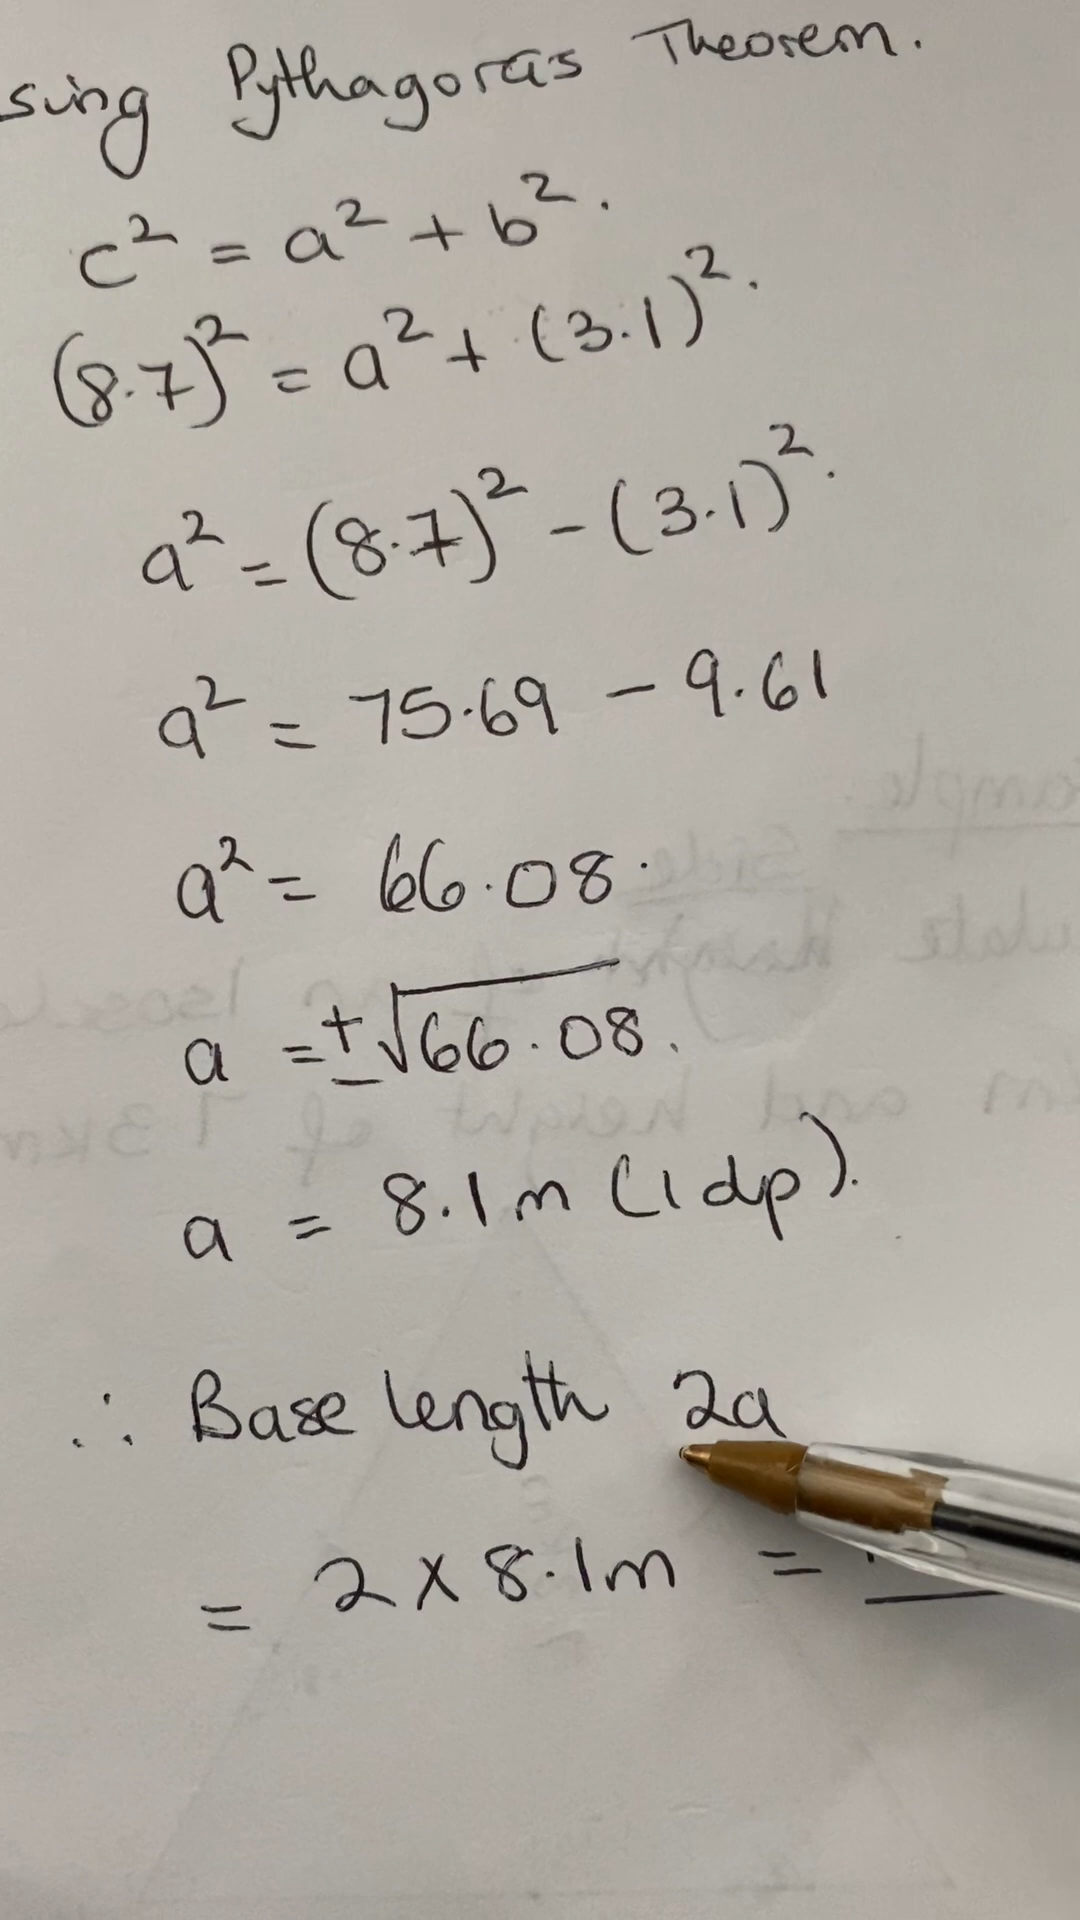 sing Pythagoras Theorem.
c² = a² + b².
(8.7)² = a² + (3.1)².
a² = (8.7)² - (3.1)².
a² = 75.69 - 9.61
a² = 66.08.
a = ±√66.08.
a = 8.1m (1dp).
∴ Base length 2a
= 2 × 8.1m =